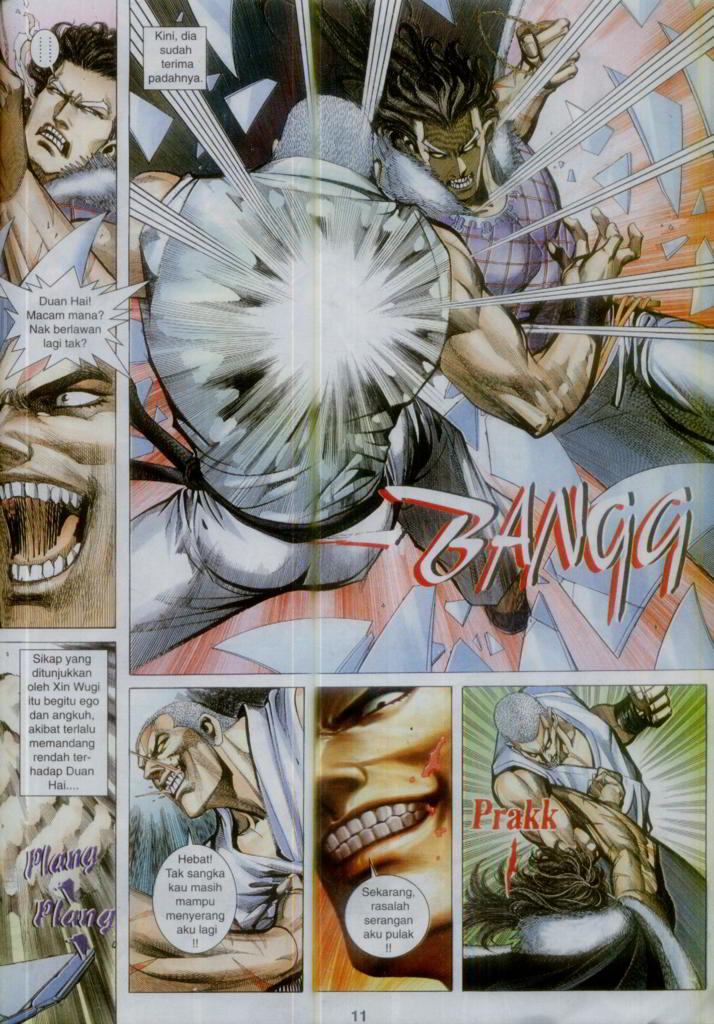 ......
Duan Hai!
Macam mana?
Nak berlawan
lagi tak?
Sikap yang
ditunjukkan
oleh Xin Wugi
itu begitu ego
dan angkuh,
akibat terlalu
memandang
rendah ter-
hadap Duan
Hai....
Plang
Plang
Kini, dia
sudah
terima
padahnya.
BANGG
Hebat!
Tak sangka
kau masih
mampu
menyerang
aku lagi
!!
Sekarang,
rasalah
serangan
aku pulak
!!
Prakk
!
11